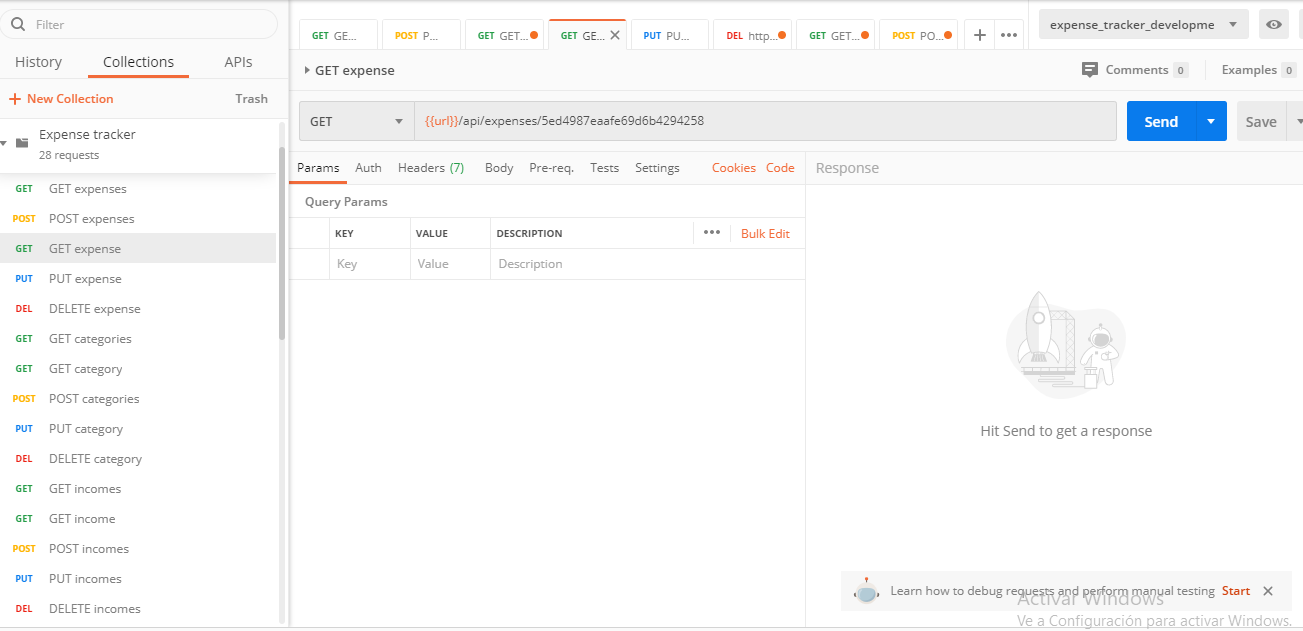 Filter
History Collections APIs
+ New Collection Trash
Expense tracker
28 requests
GET GET expenses
POST POST expenses
GET GET expense
PUT PUT expense
DEL DELETE expense
GET GET categories
GET GET category
POST POST categories
PUT PUT category
DEL DELETE category
GET GET incomes
GET GET income
POST POST incomes
PUT PUT incomes
DEL DELETE incomes
GET GE... POST P... GET GET... GET GE... PUT PU... DEL http... GET GET... POST PO... + ••• expense_tracker_developme
GET expense Comments 0 Examples 0
GET {{url}}/api/expenses/5ed4987eaafe69d6b4294258 Send Save
Params Auth Headers (7) Body Pre-req. Tests Settings Cookies Code Response
Query Params
KEY VALUE DESCRIPTION ••• Bulk Edit
Key Value Description
Hit Send to get a response
Learn how to debug requests and perform manual testing Start
Activar Windows
Ve a Configuración para activar Windows.